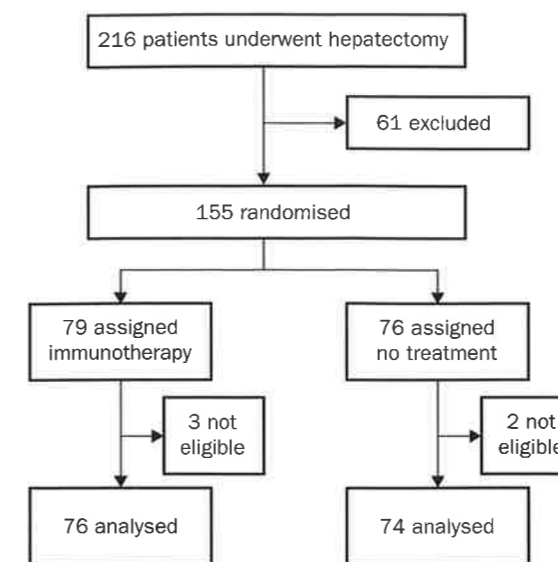 216 patients underwent hepatectomy
61 excluded
155 randomised
79 assigned
immunotherapy
76 assigned
no treatment
3 not
eligible
2 not
eligible
76 analysed
74 analysed